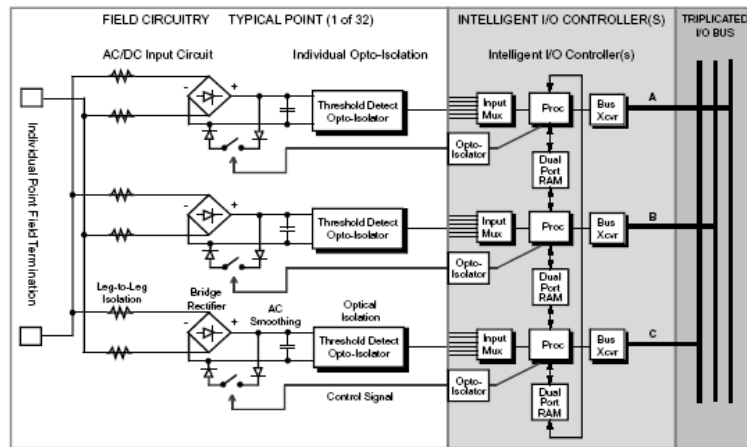 FIELD CIRCUITRY TYPICAL POINT (1 of 32)
INTELLIGENT I/O CONTROLLER(S)
TRIPLICATED
I/O BUS
AC/DC Input Circuit
Individual Opto-Isolation
Intelligent I/O Controller(s)
Individual Point Field Termination
- +
Threshold Detect
Opto-Isolator
Input
Mux
Proc
Bus
Xcvr
A
Opto-
Isolator
Dual
Port
RAM
- +
Threshold Detect
Opto-Isolator
Input
Mux
Proc
Bus
Xcvr
B
Opto-
Isolator
Dual
Port
RAM
Leg-to-Leg
Isolation
Bridge
Rectifier
AC
Smoothing
Optical
Isolation
- +
Threshold Detect
Opto-Isolator
Input
Mux
Proc
Bus
Xcvr
C
Opto-
Isolator
Control Signal
Dual
Port
RAM